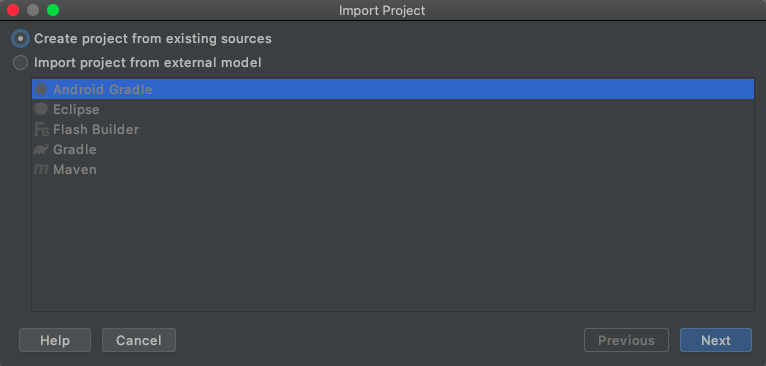 Import Project
Create project from existing sources
Import project from external model
Android Gradle
Eclipse
FB Flash Builder
Gradle
m Maven
Help Cancel Previous Next